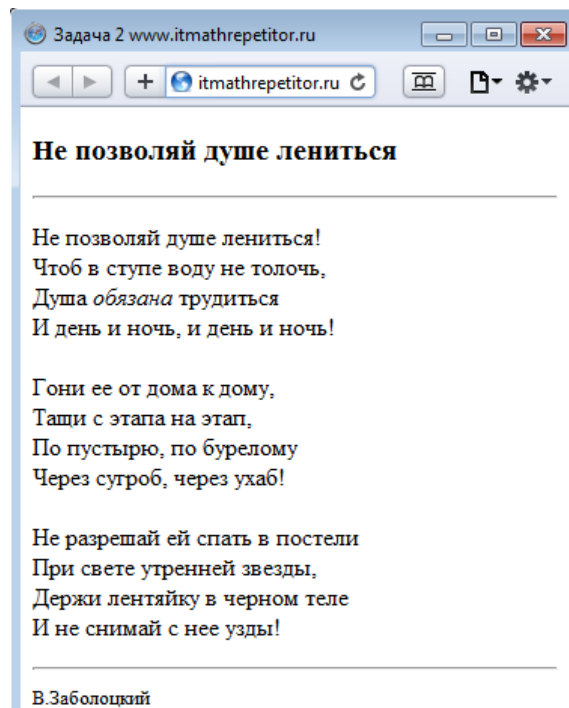 Задача 2 www.itmathrepetitor.ru
itmathrepetitor.ru
Не позволяй душе лениться
Не позволяй душе лениться!
Чтоб в ступе воду не толочь,
Душа обязана трудиться
И день и ночь, и день и ночь!
Гони ее от дома к дому,
Тащи с этапа на этап,
По пустырю, по бурелому
Через сугроб, через ухаб!
Не разрешай ей спать в постели
При свете утренней звезды,
Держи лентяйку в черном теле
И не снимай с нее узды!
В.Заболоцкий